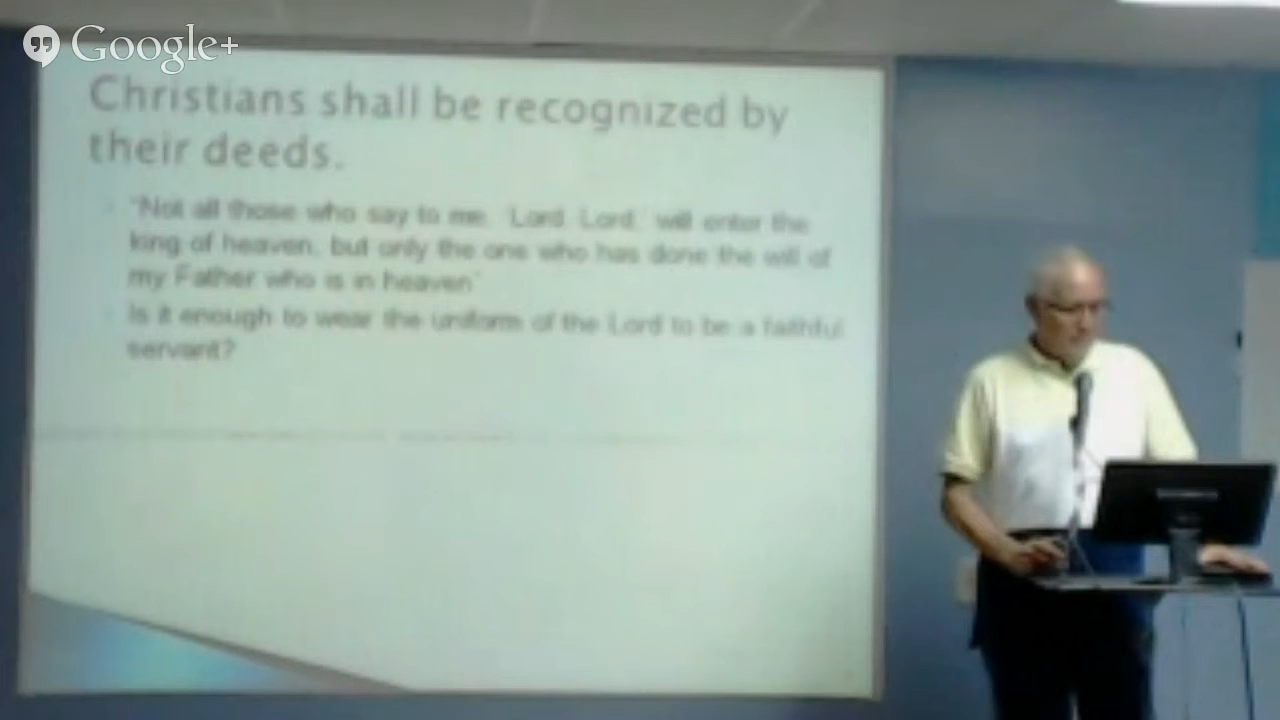 Google+
Christians shall be recognized by
their deeds.
"Not all those who say to me, 'Lord, Lord,' will enter the
king of heaven, but only the one who has done the will of
my Father who is in heaven"
Is it enough to wear the uniform of the Lord to be a faithful
servant?